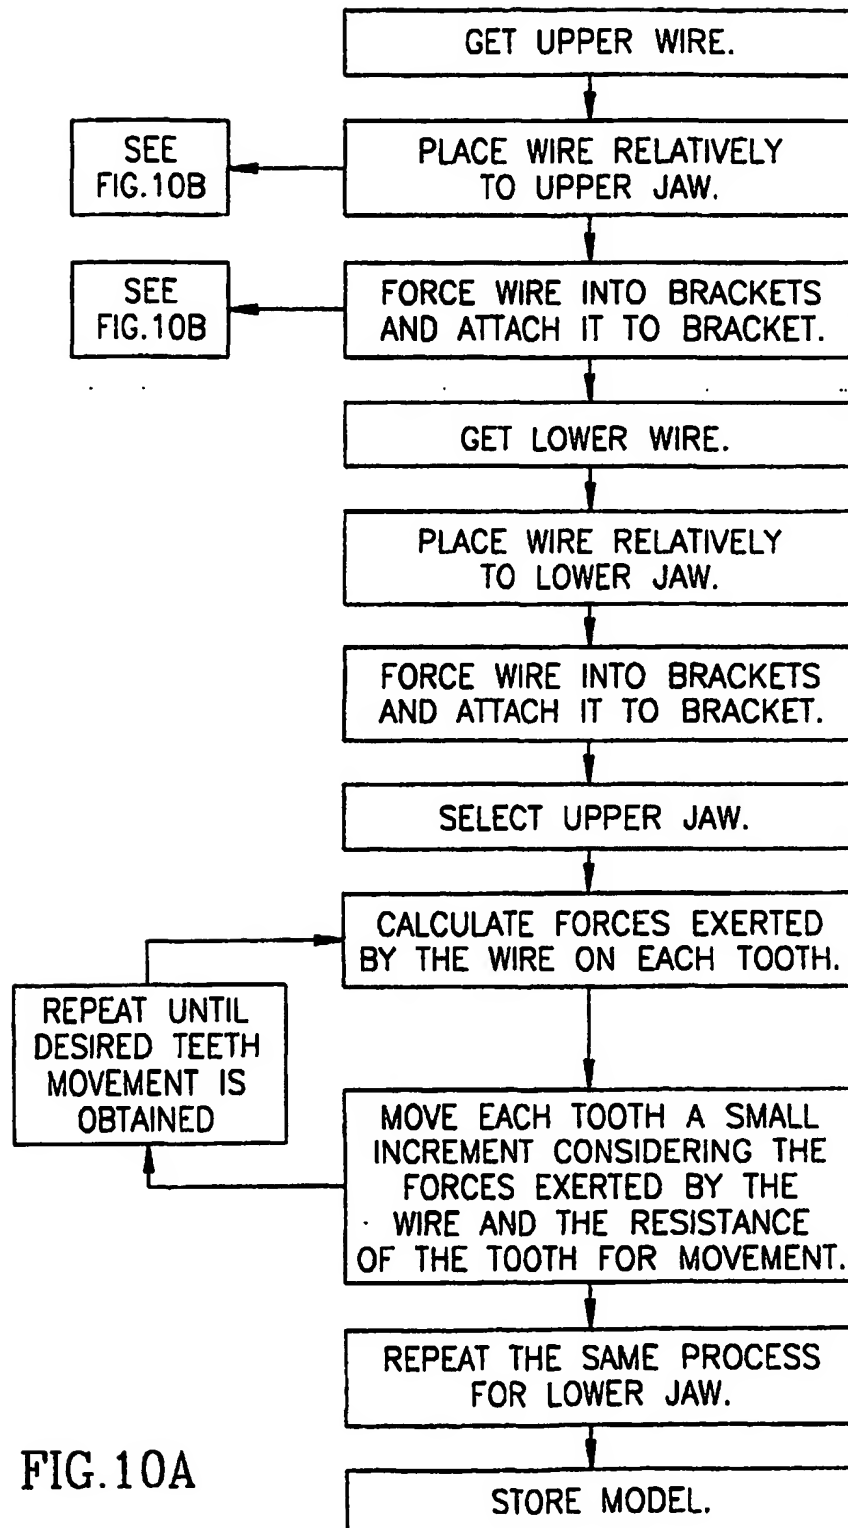 GET UPPER WIRE.
SEE
FIG.10B
PLACE WIRE RELATIVELY
TO UPPER JAW.
SEE
FIG.10B
FORCE WIRE INTO BRACKETS
AND ATTACH IT TO BRACKET.
GET LOWER WIRE.
PLACE WIRE RELATIVELY
TO LOWER JAW.
FORCE WIRE INTO BRACKETS
AND ATTACH IT TO BRACKET.
SELECT UPPER JAW.
CALCULATE FORCES EXERTED
BY THE WIRE ON EACH TOOTH.
REPEAT UNTIL
DESIRED TEETH
MOVEMENT IS
OBTAINED
MOVE EACH TOOTH A SMALL
INCREMENT CONSIDERING THE
FORCES EXERTED BY THE
WIRE AND THE RESISTANCE
OF THE TOOTH FOR MOVEMENT.
REPEAT THE SAME PROCESS
FOR LOWER JAW.
STORE MODEL.
FIG.10A